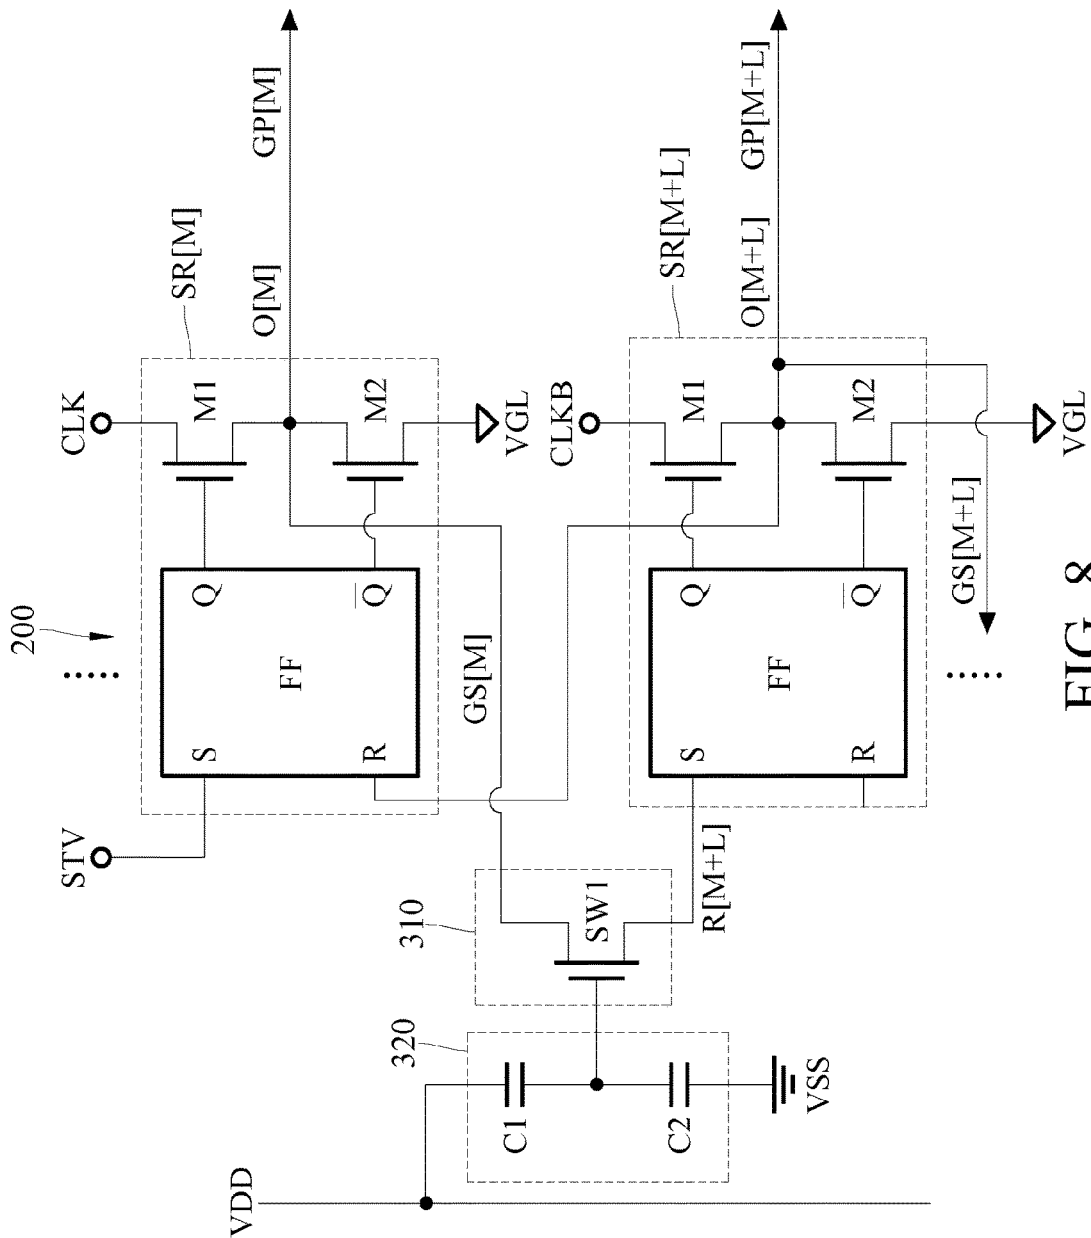 200
STV
CLK
SR[M]
S
Q
M1
VDD
O[M]
GP[M]
FF
R
Q̅
M2
320
310
GS[M]
C1
VGL
CLKB
SW1
C2
SR[M+L]
S
Q
M1
R[M+L]
O[M+L]
GP[M+L]
FF
VSS
R
Q̅
M2
GS[M+L]
VGL
FIG. 8